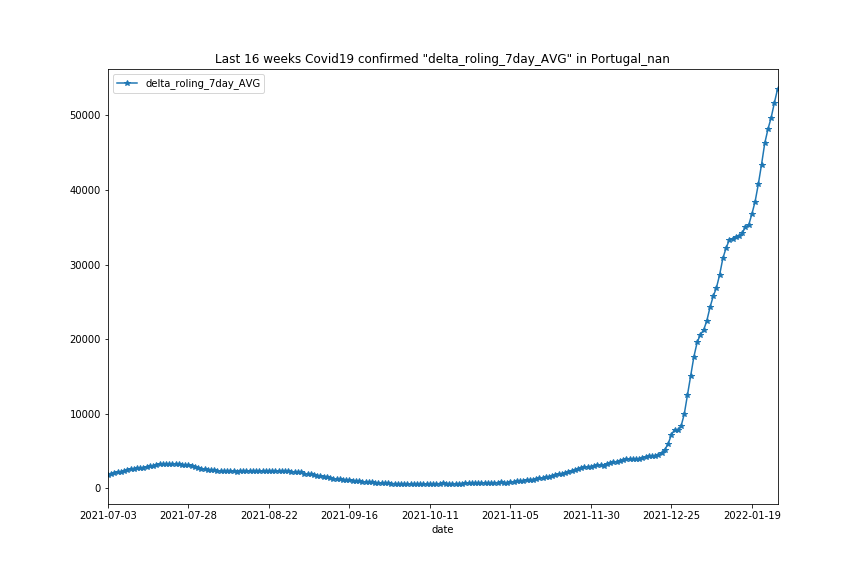 Last 16 weeks Covid19 confirmed "delta_roling_7day_AVG" in Portugal_nan
delta_roling_7day_AVG
50000
40000
30000
20000
10000
0
2021-07-03 2021-07-28 2021-08-22 2021-09-16 2021-10-11 2021-11-05 2021-11-30 2021-12-25 2022-01-19
date